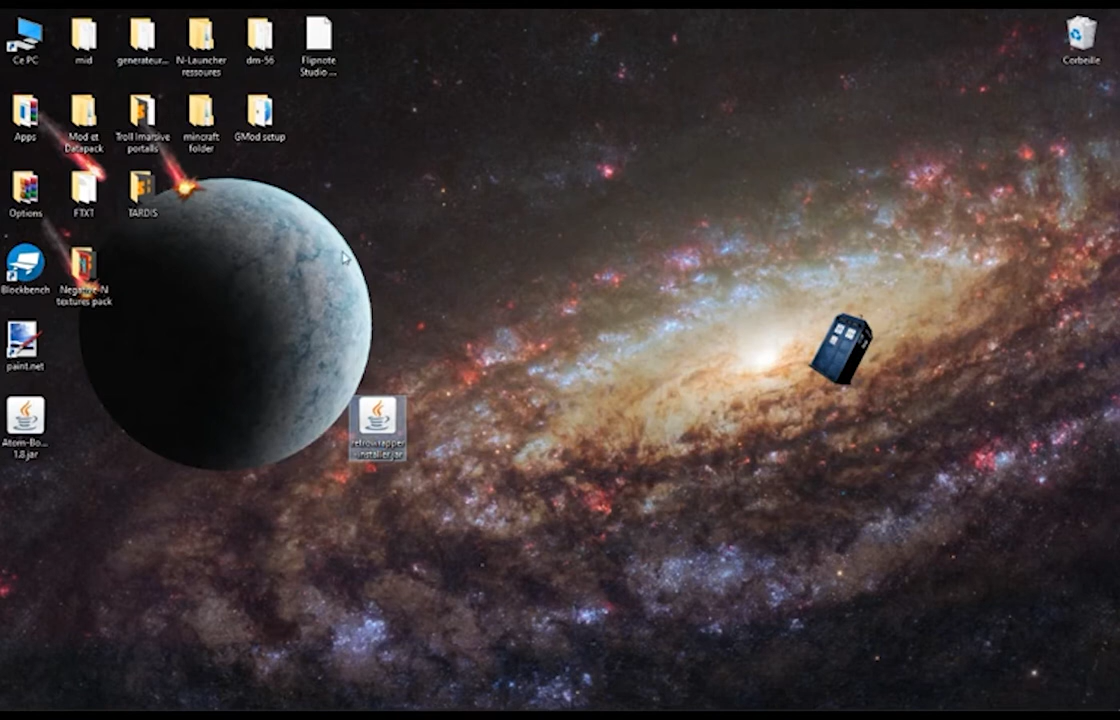 Ce PC
mid
generateur...
N-Launcher
ressoures
dm-56
Flipnote
Studio ...
Corbeille
Apps
Mod et
Datapack
Troll Imarsive
portalls
mincraft
folder
GMod setup
Options
FTXT
TARDIS
Blockbench
Negative-N
textures pack
paint.net
Atom-Bo...
1.8.jar
retrowrapper
-installer.jar